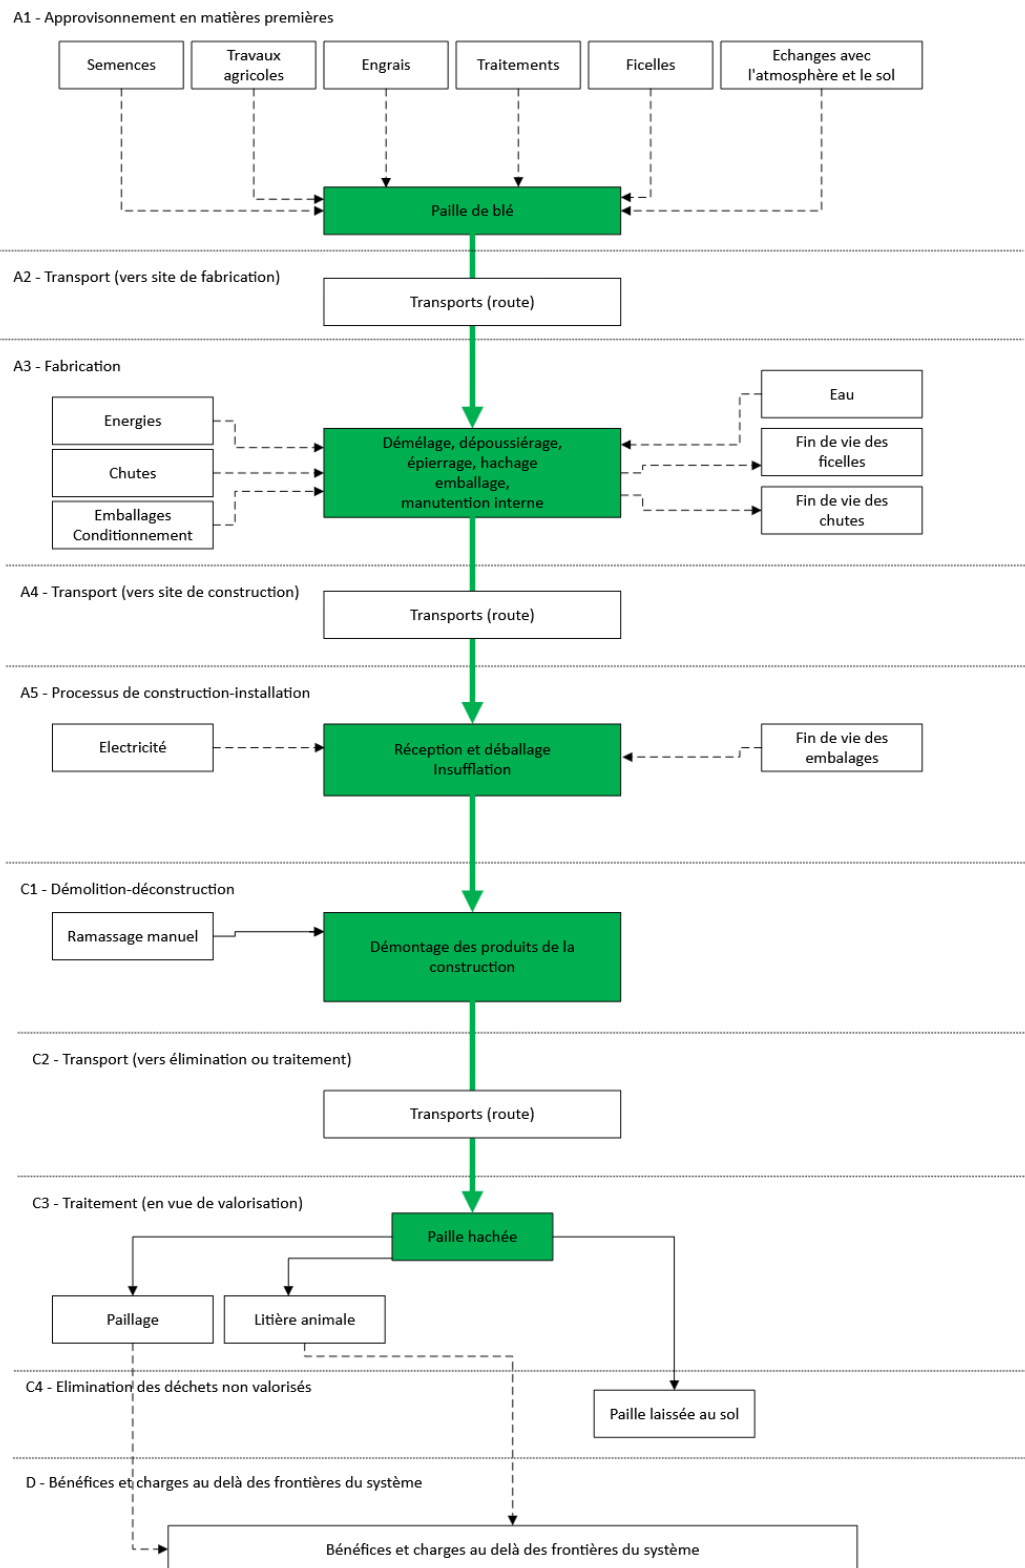 A1 - Approvisonnement en matières premières
Semences
Travaux
agricoles
Engrais
Traitements
Ficelles
Echanges avec
l'atmosphère et le sol
Paille de blé
A2 - Transport (vers site de fabrication)
Transports (route)
A3 - Fabrication
Energies
Chutes
Emballages
Conditionnement
Démélage, dépoussiérage,
épierrage, hachage
emballage,
manutention interne
Eau
Fin de vie des
ficelles
Fin de vie des
chutes
A4 - Transport (vers site de construction)
Transports (route)
A5 - Processus de construction-installation
Electricité
Réception et déballage
Insufflation
Fin de vie des
embalages
C1 - Démolition-déconstruction
Ramassage manuel
Démontage des produits de la
construction
C2 - Transport (vers élimination ou traitement)
Transports (route)
C3 - Traitement (en vue de valorisation)
Paille hachée
Paillage
Litière animale
C4 - Elimination des déchets non valorisés
Paille laissée au sol
D - Bénéfices et charges au delà des frontières du système
Bénéfices et charges au delà des frontières du système